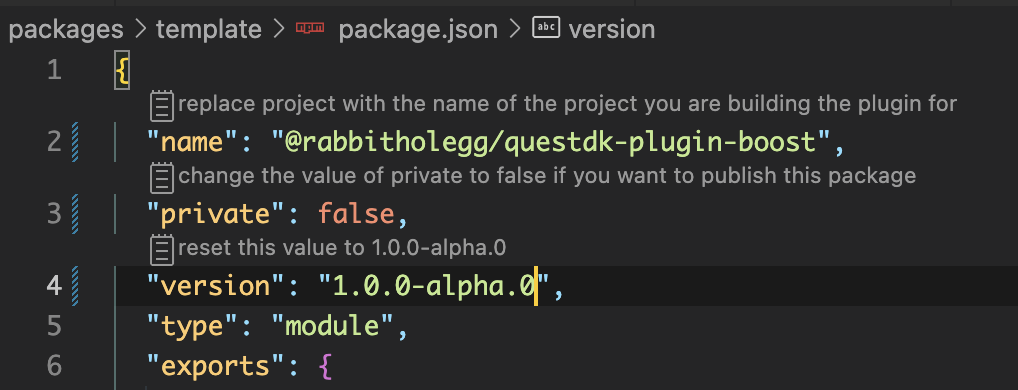 packages > template > package.json > abc version
1 {
replace project with the name of the project you are building the plugin for
2 "name": "@rabbitholegg/questdk-plugin-boost",
change the value of private to false if you want to publish this package
3 "private": false,
reset this value to 1.0.0-alpha.0
4 "version": "1.0.0-alpha.0",
5 "type": "module",
6 "exports": {